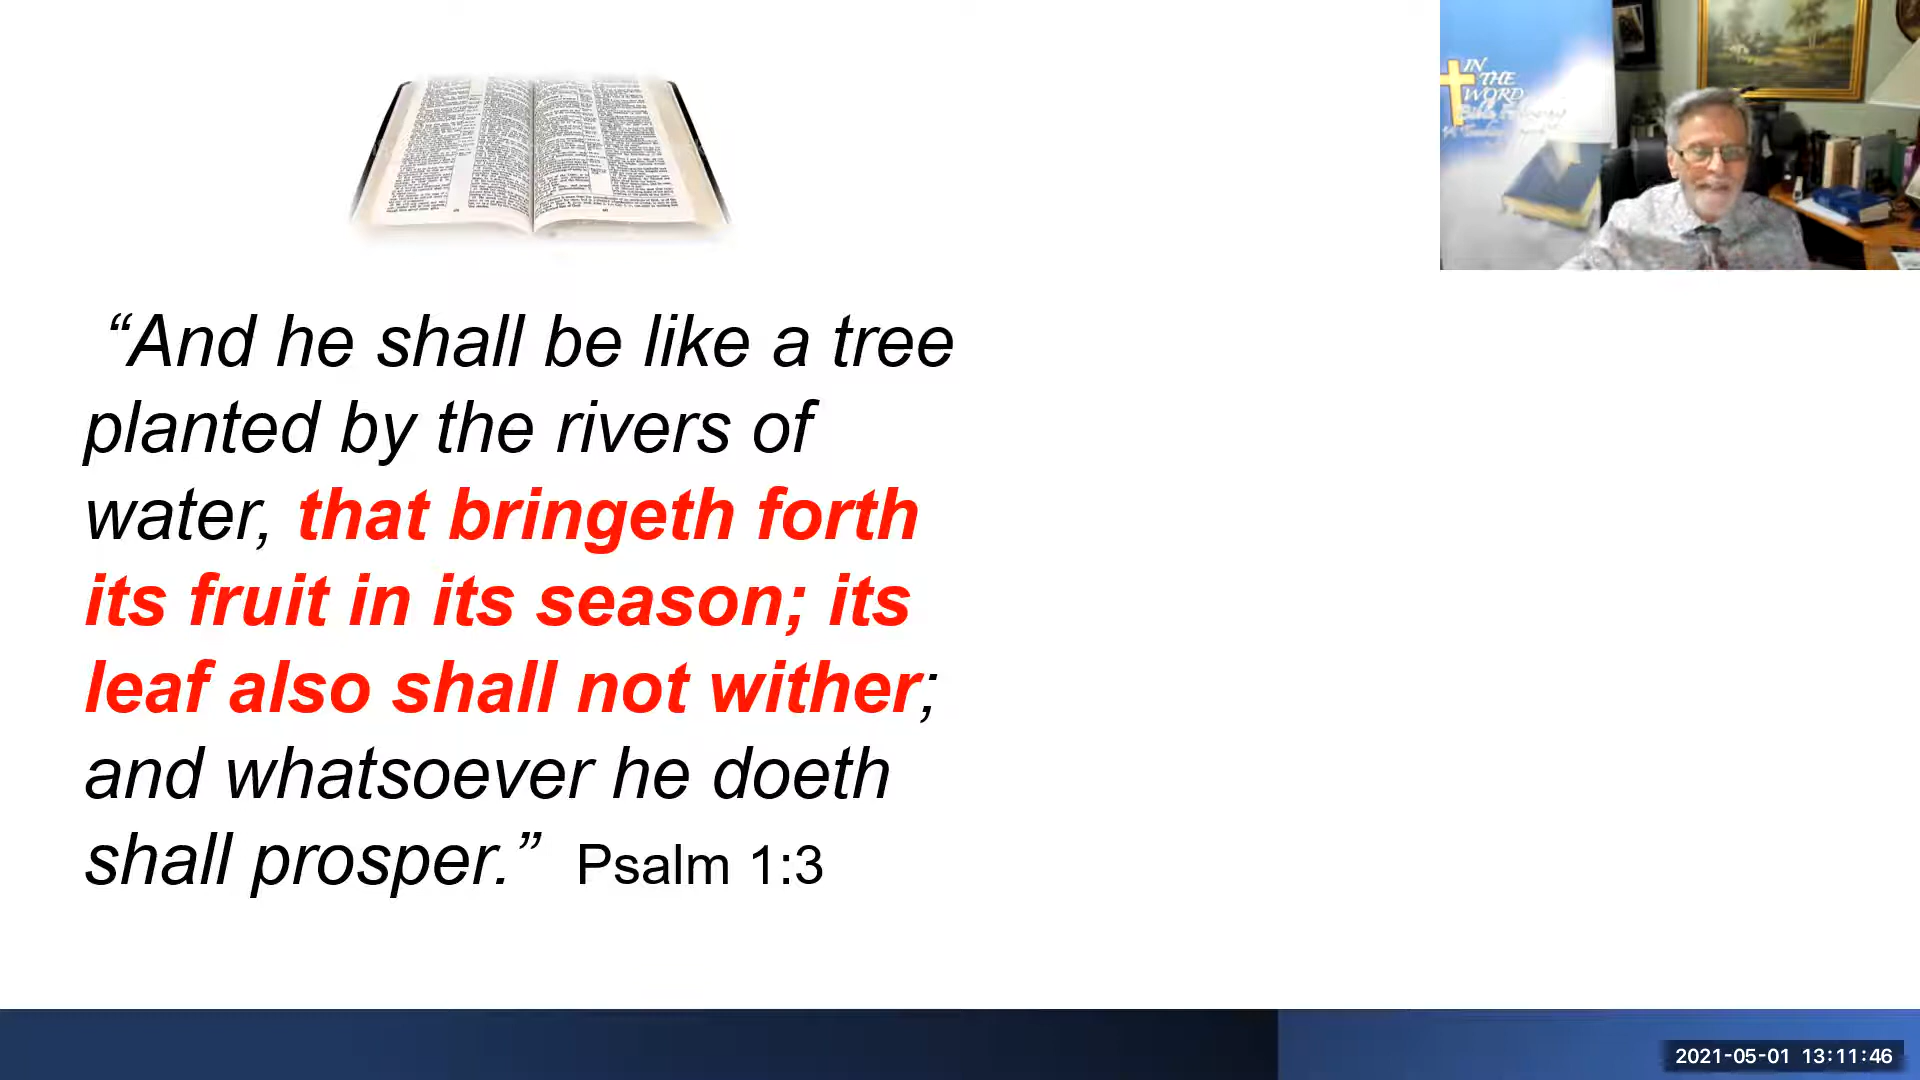 “And he shall be like a tree
planted by the rivers of
water, that bringeth forth
its fruit in its season; its
leaf also shall not wither;
and whatsoever he doeth
shall prosper.” Psalm 1:3
IN
THE
WORD
2021-05-01 13:11:46